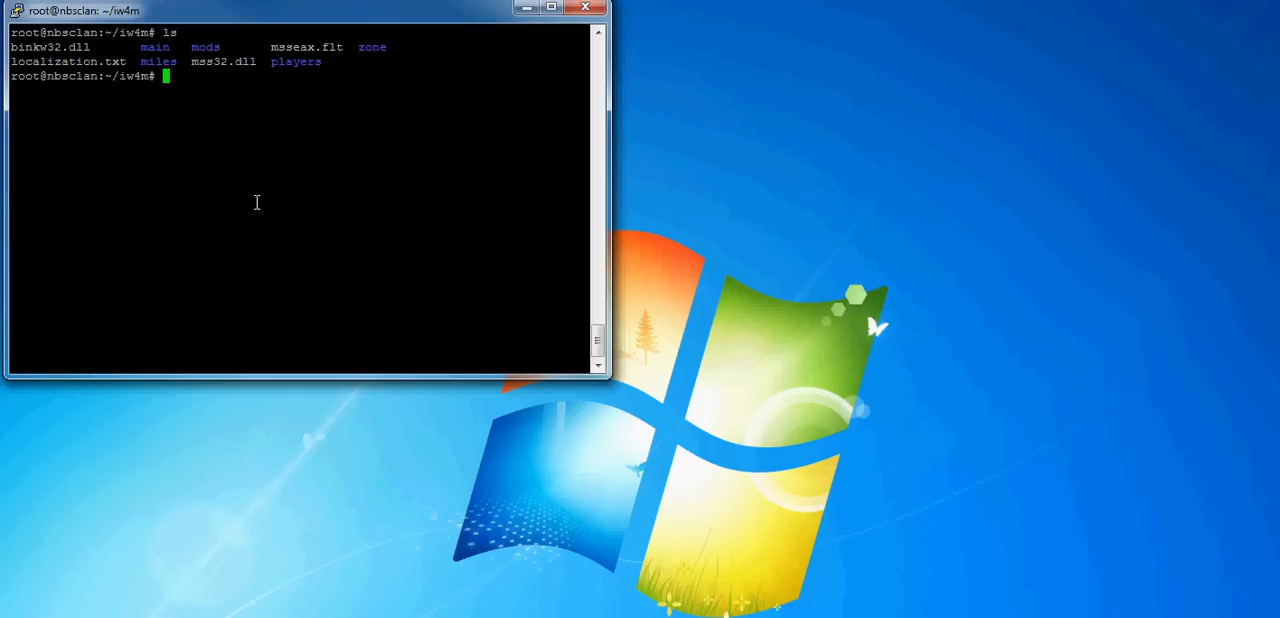 root@nbsclan: ~/iw4m
root@nbsclan:~/iw4m# ls
binkw32.dll main mods msseax.flt zone
localization.txt miles mss32.dll players
root@nbsclan:~/iw4m#